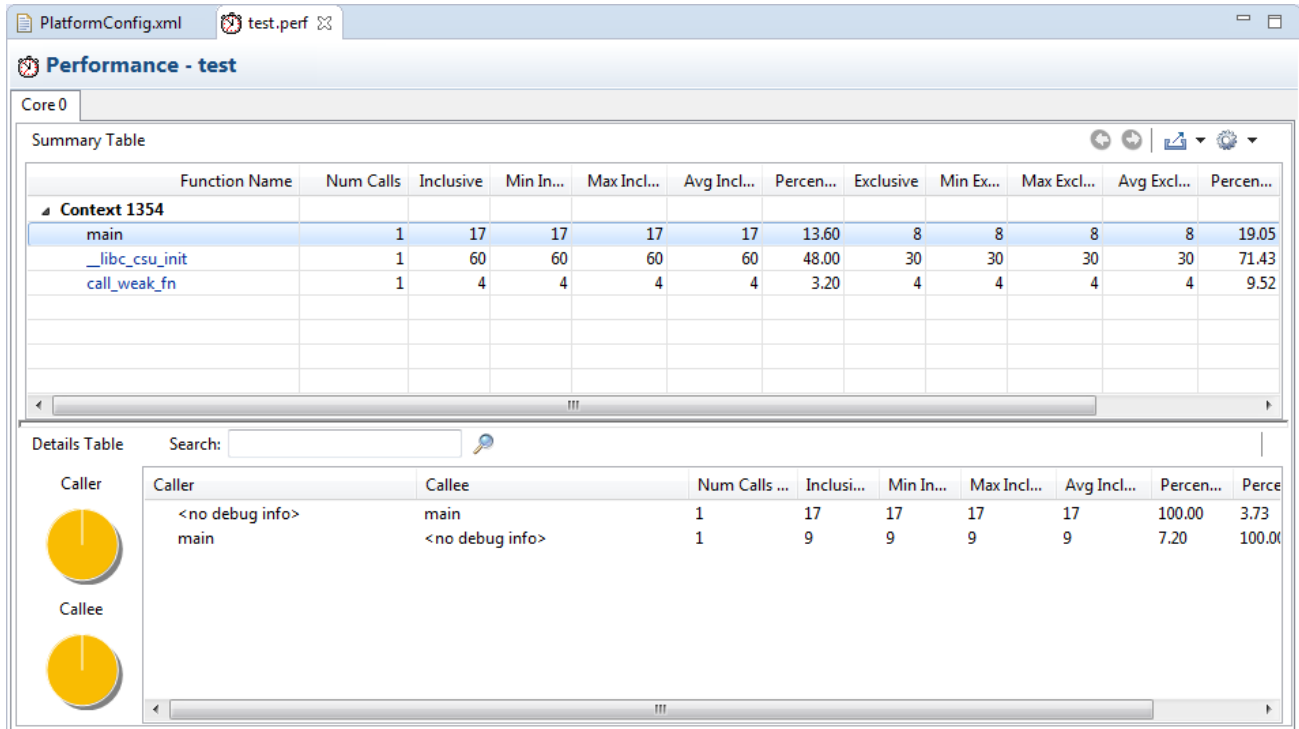 PlatformConfig.xml test.perf
Performance - test
Core 0
Summary Table
Function Name Num Calls Inclusive Min In... Max Incl... Avg Incl... Percen... Exclusive Min Ex... Max Excl... Avg Excl... Percen...
Context 1354
main 1 17 17 17 17 13.60 8 8 8 8 19.05
__libc_csu_init 1 60 60 60 60 48.00 30 30 30 30 71.43
call_weak_fn 1 4 4 4 4 3.20 4 4 4 4 9.52
Details Table Search:
Caller
Callee
Caller Callee Num Calls ... Inclusi... Min In... Max Incl... Avg Incl... Percen... Perce
<no debug info> main 1 17 17 17 17 100.00 3.73
main <no debug info> 1 9 9 9 9 7.20 100.00